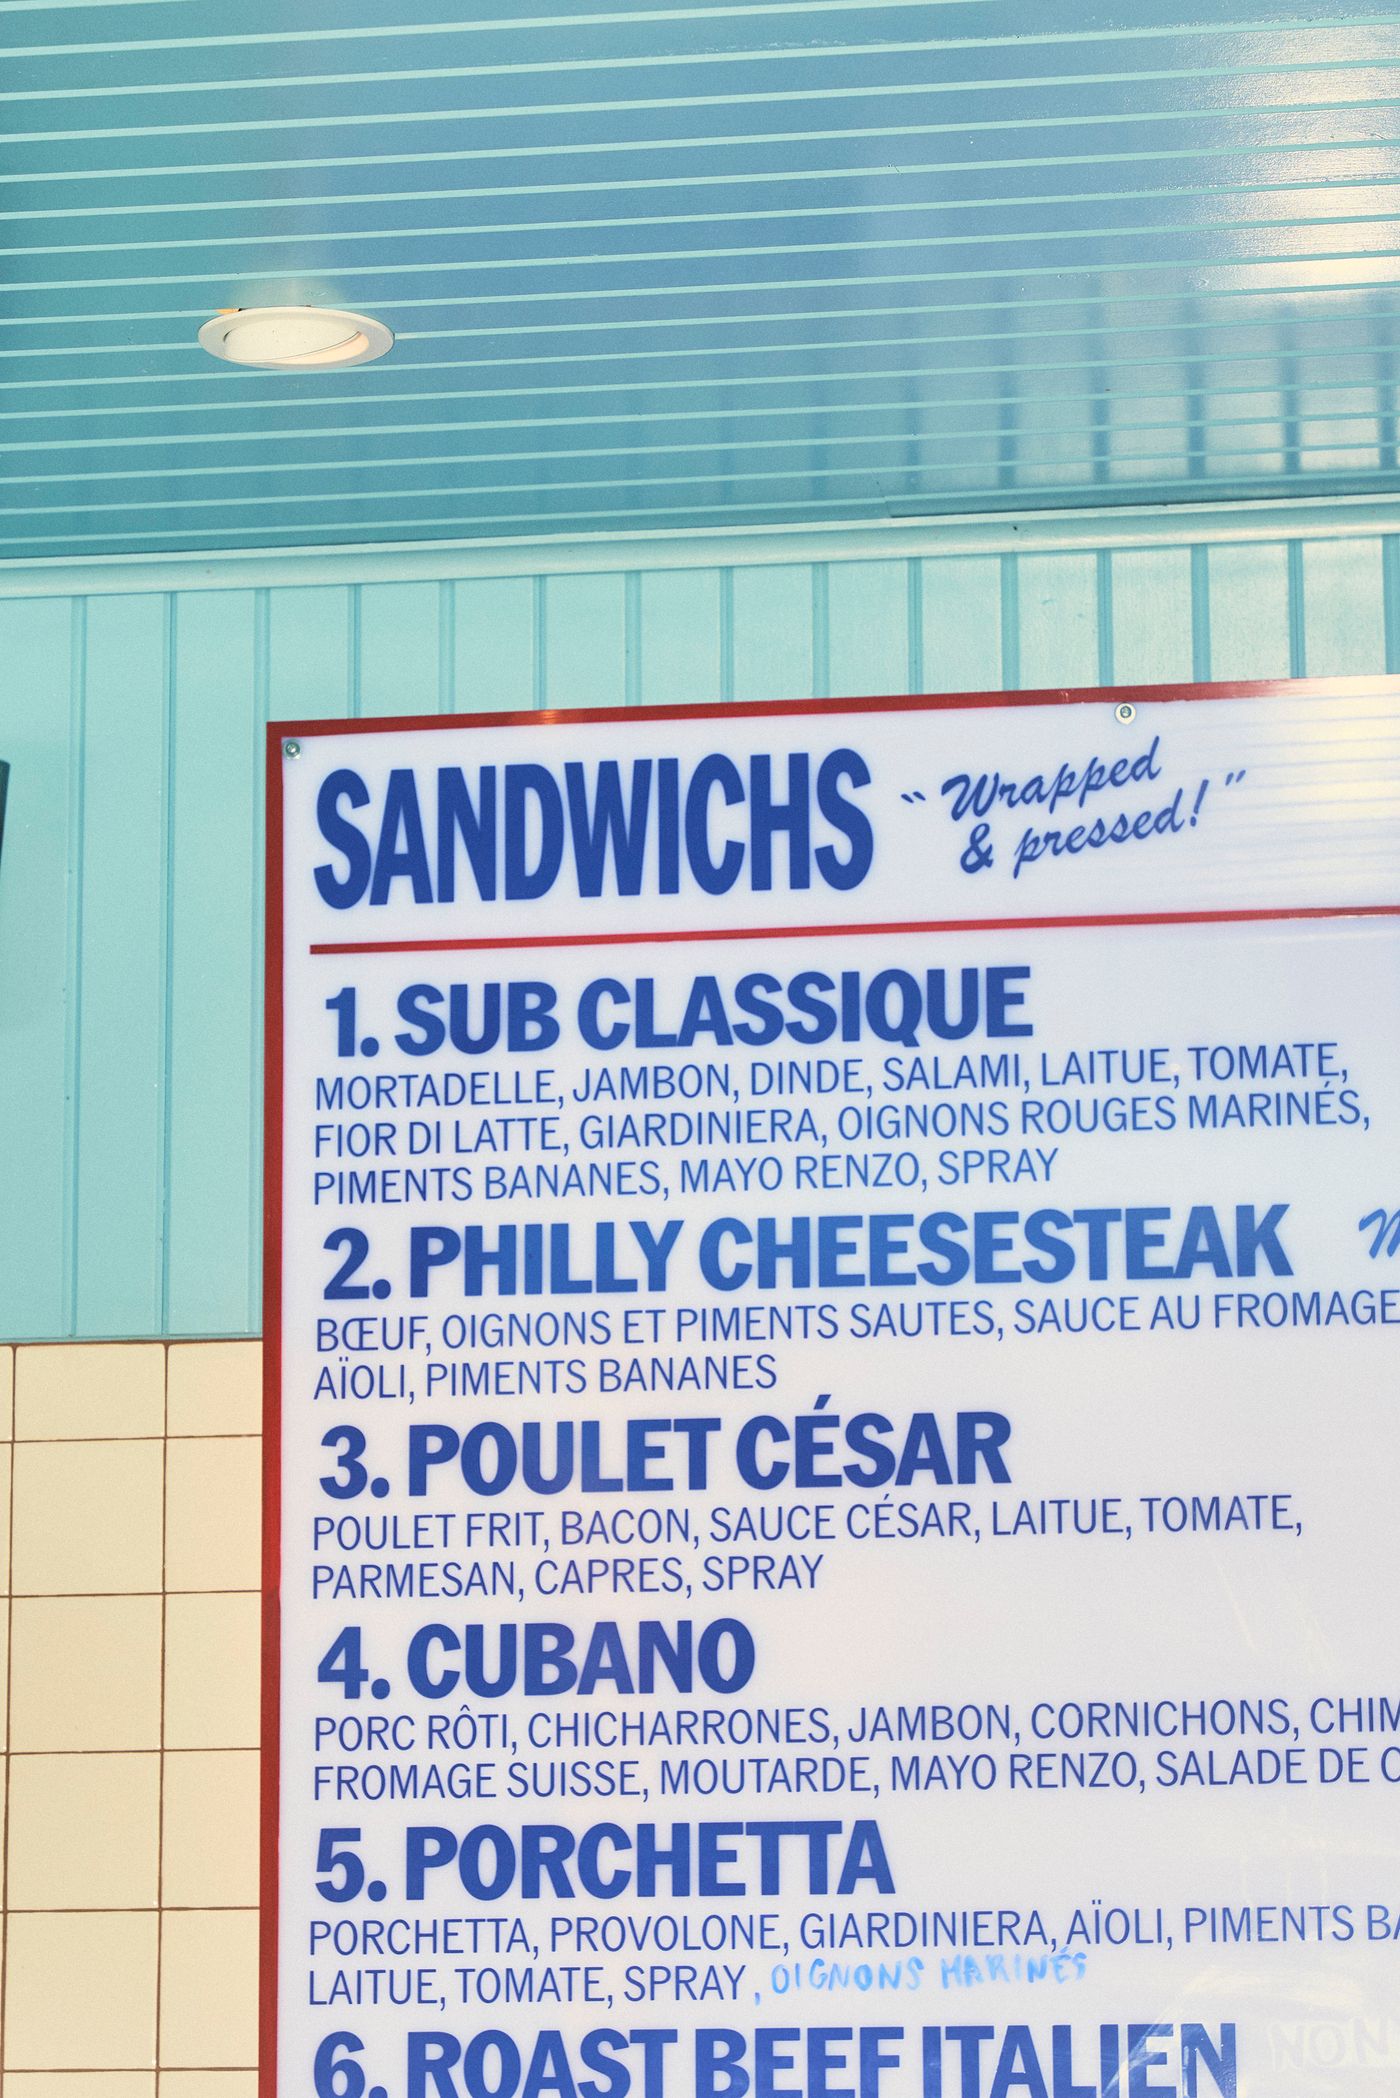 SANDWICHS
“Wrapped
& pressed!”
1. SUB CLASSIQUE
MORTADELLE, JAMBON, DINDE, SALAMI, LAITUE, TOMATE,
FIOR DI LATTE, GIARDINIERA, OIGNONS ROUGES MARINÉS,
PIMENTS BANANES, MAYO RENZO, SPRAY
2. PHILLY CHEESESTEAK
BŒUF, OIGNONS ET PIMENTS SAUTES, SAUCE AU FROMAGE
AÏOLI, PIMENTS BANANES
3. POULET CÉSAR
POULET FRIT, BACON, SAUCE CÉSAR, LAITUE, TOMATE,
PARMESAN, CAPRES, SPRAY
4. CUBANO
PORC RÔTI, CHICHARRONES, JAMBON, CORNICHONS,
FROMAGE SUISSE, MOUTARDE, MAYO RENZO, SALADE DE
5. PORCHETTA
PORCHETTA, PROVOLONE, GIARDINIERA, AÏOLI, PIMENTS
LAITUE, TOMATE, SPRAY, OIGNONS MARINÉS
6. ROAST BEEF ITALIEN